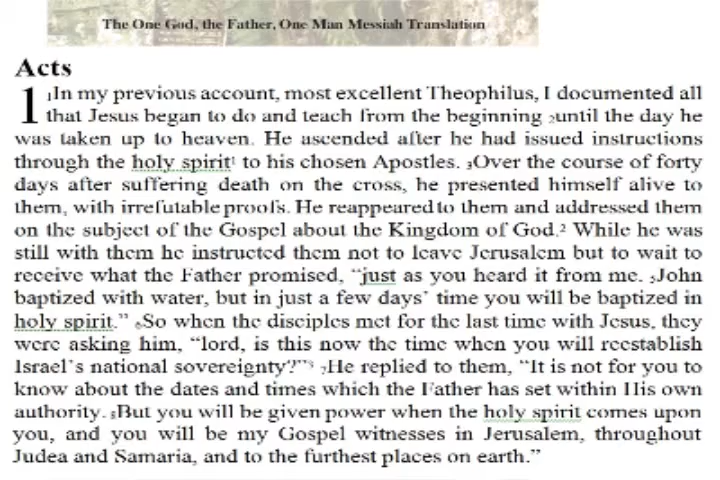 The One God, the Father, One Man Messiah Translation
Acts
1 1In my previous account, most excellent Theophilus, I documented all
that Jesus began to do and teach from the beginning 2until the day he
was taken up to heaven. He ascended after he had issued instructions
through the holy spirit1 to his chosen Apostles. 3Over the course of forty
days after suffering death on the cross, he presented himself alive to
them, with irrefutable proofs. He reappeared to them and addressed them
on the subject of the Gospel about the Kingdom of God.2 While he was
still with them he instructed them not to leave Jerusalem but to wait to
receive what the Father promised, “just as you heard it from me. 5John
baptized with water, but in just a few days’ time you will be baptized in
holy spirit.” 6So when the disciples met for the last time with Jesus, they
were asking him, “lord, is this now the time when you will reestablish
Israel’s national sovereignty?”3 7He replied to them, “It is not for you to
know about the dates and times which the Father has set within His own
authority. 8But you will be given power when the holy spirit comes upon
you, and you will be my Gospel witnesses in Jerusalem, throughout
Judea and Samaria, and to the furthest places on earth.”